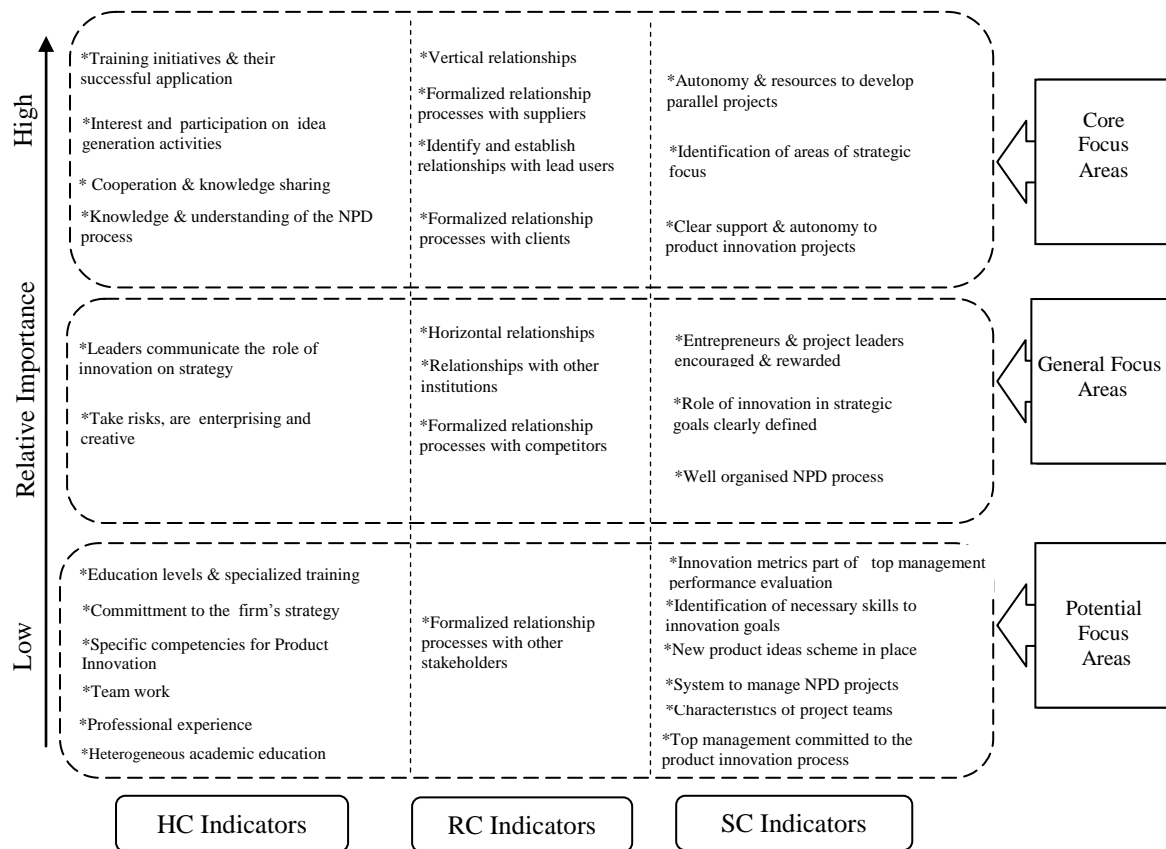 High
Relative Importance
Low
*Training initiatives & their
successful application
*Interest and participation on idea
generation activities
* Cooperation & knowledge sharing
*Knowledge & understanding of the NPD
process
*Vertical relationships
*Formalized relationship
processes with suppliers
*Identify and establish
relationships with lead users
*Formalized relationship
processes with clients
*Autonomy & resources to develop
parallel projects
*Identification of areas of strategic
focus
*Clear support & autonomy to
product innovation projects
Core
Focus
Areas
*Leaders communicate the role of
innovation on strategy
*Take risks, are enterprising and
creative
*Horizontal relationships
*Relationships with other
institutions
*Formalized relationship
processes with competitors
*Entrepreneurs & project leaders
encouraged & rewarded
*Role of innovation in strategic
goals clearly defined
*Well organised NPD process
General Focus
Areas
*Education levels & specialized training
*Committment to the firm's strategy
*Specific competencies for Product
Innovation
*Team work
*Professional experience
*Heterogeneous academic education
*Formalized relationship
processes with other
stakeholders
*Innovation metrics part of top management
performance evaluation
*Identification of necessary skills to
innovation goals
*New product ideas scheme in place
*System to manage NPD projects
*Characteristics of project teams
*Top management committed to the
product innovation process
Potential
Focus
Areas
HC Indicators
RC Indicators
SC Indicators